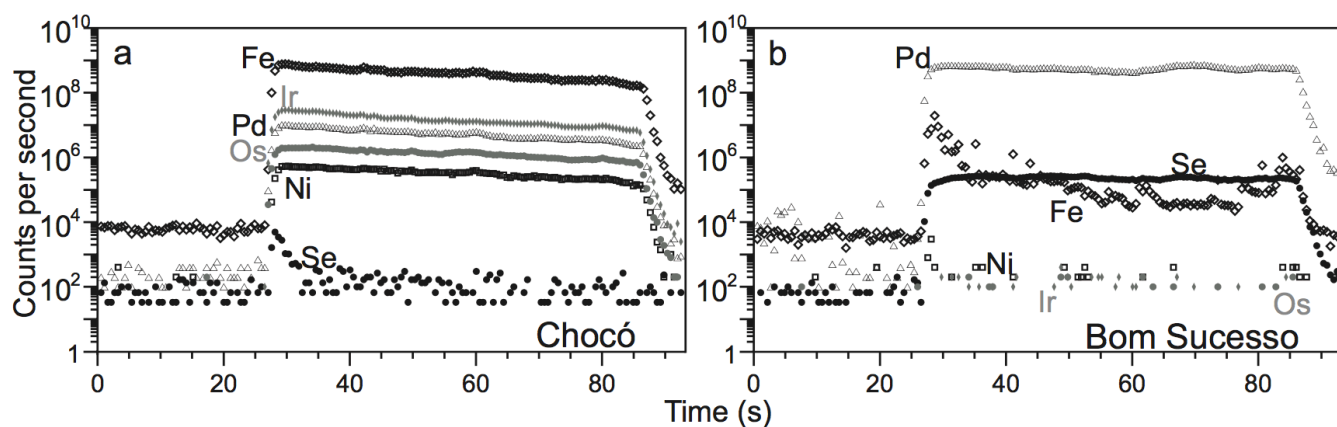 Counts per second
10^10
10^8
10^6
10^4
10^2
1
a
Fe
Ir
Pd
Os
Ni
Se
Chocó
0 20 40 60 80
10^10
10^8
10^6
10^4
10^2
1
b
Pd
Se
Fe
Ni
Ir
Os
Bom Sucesso
0 20 40 60 80
Time (s)